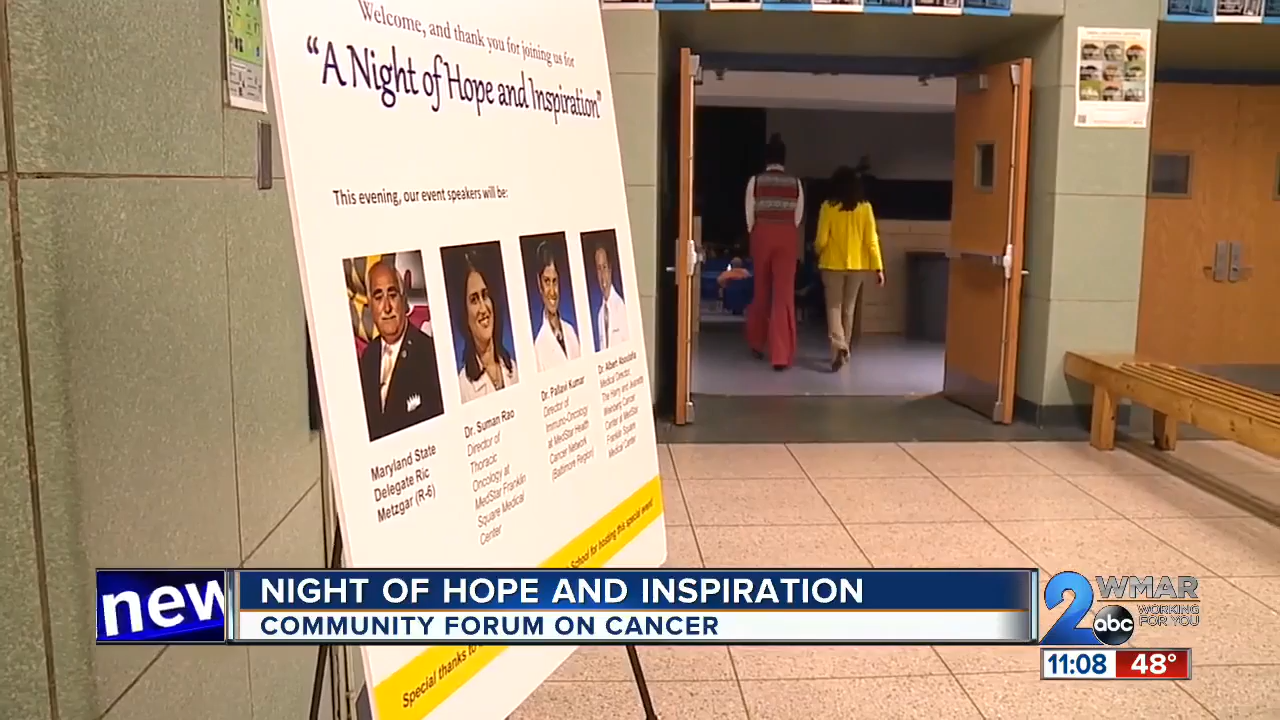 Welcome, and thank you for joining us for
"A Night of Hope and Inspiration"
This evening, our event speakers will be:
Maryland State
Delegate Ric
Metzgar (R-6)
Dr. Suman Rao
Director of
Thoracic
Oncology at
MedStar Franklin
Square Medical
Center
Dr. Pallavi Kumar
Director of
Immuno-Oncology
at MedStar Health
Cancer Network
(Baltimore Region)
Dr. Albert Aboulafia
Medical Director,
The Harry and Jeanette
Weinberg Cancer
Center at MedStar
Franklin Square
Medical Center
Special thanks to
School for hosting this special event
new
NIGHT OF HOPE AND INSPIRATION
COMMUNITY FORUM ON CANCER
2 WMAR
abc
WORKING
FOR YOU
11:08 48°